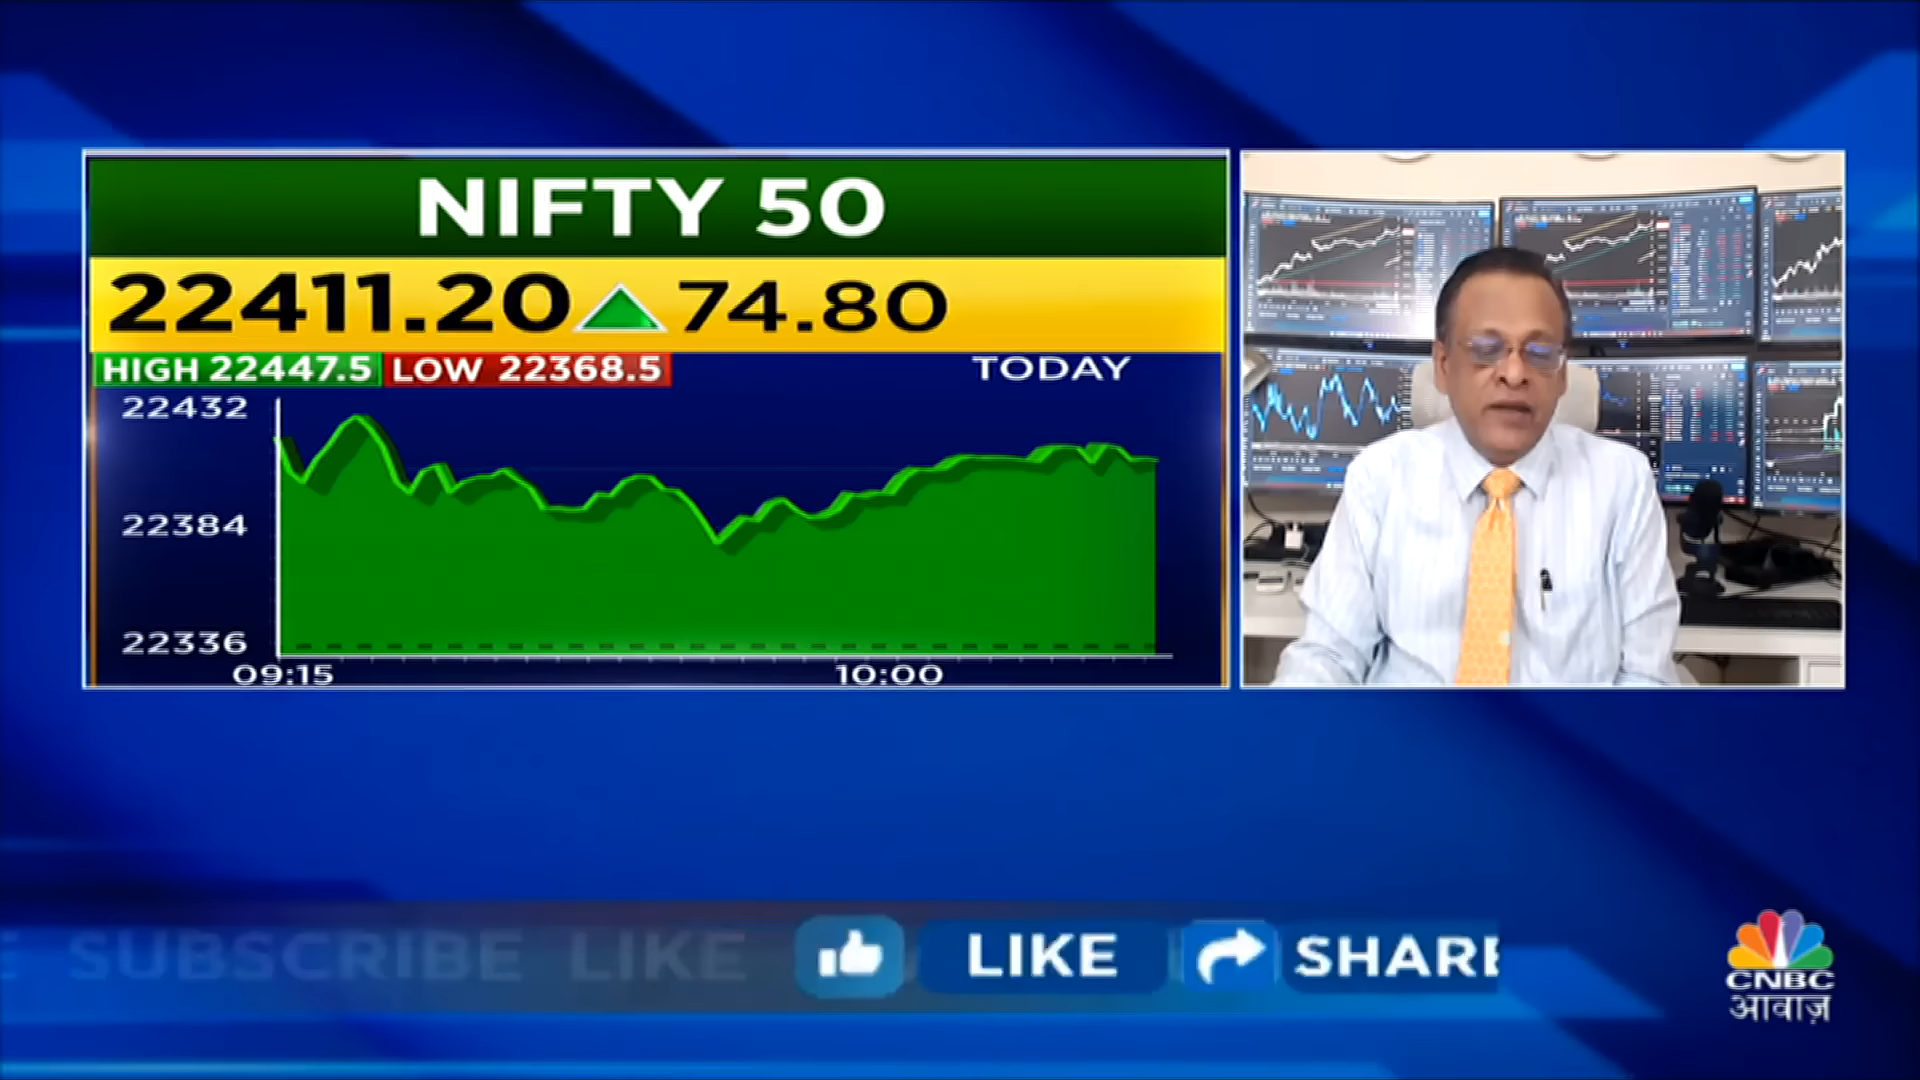 NIFTY 50
22411.20 74.80
HIGH 22447.5 LOW 22368.5 TODAY
22432
22384
22336
09:15 10:00
SUBSCRIBE LIKE LIKE SHARE
CNBC
आवाज़